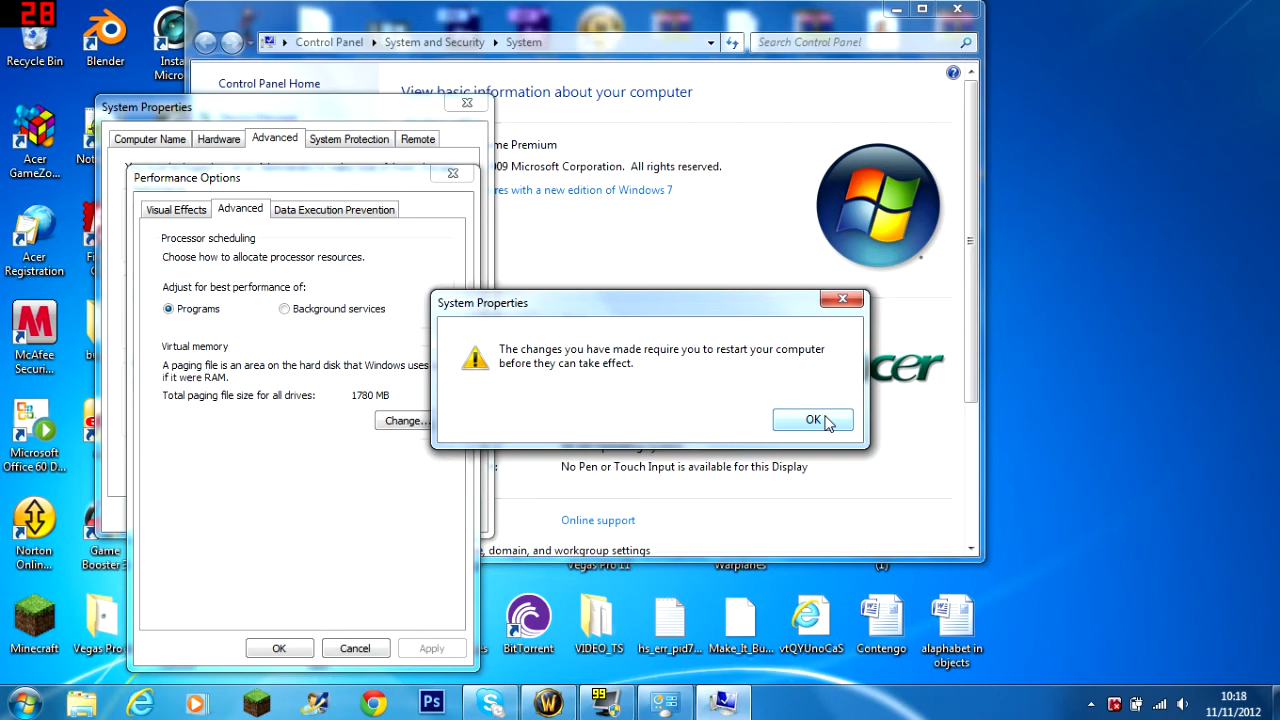 28
Recycle Bin
Blender
Insta
Micro...
Acer
GameZo...
Acer
Registration
McAfee
Securi...
Microsoft
Office 60 D...
Norton
Online...
Game
Booster 3
Minecraft
Vegas Pro
Control Panel
System and Security
System
Search Control Panel
Control Panel Home
View basic information about your computer
me Premium
09 Microsoft Corporation. All rights reserved.
res with a new edition of Windows 7
acer
No Pen or Touch Input is available for this Display
Online support
, domain, and workgroup settings
System Properties
Computer Name
Hardware
Advanced
System Protection
Remote
Performance Options
Visual Effects
Advanced
Data Execution Prevention
Processor scheduling
Choose how to allocate processor resources.
Adjust for best performance of:
Programs
Background services
Virtual memory
A paging file is an area on the hard disk that Windows uses
if it were RAM.
Total paging file size for all drives:
1780 MB
Change...
OK
Cancel
Apply
System Properties
The changes you have made require you to restart your computer
before they can take effect.
OK
Vegas Pro 11
Warplanes
(1)
BitTorrent
VIDEO_TS
hs_err_pid7...
Make_It_Bu...
vtQYUnoCaS
Contengo
alaphabet in
objects
Ps
99
10:18
11/11/2012